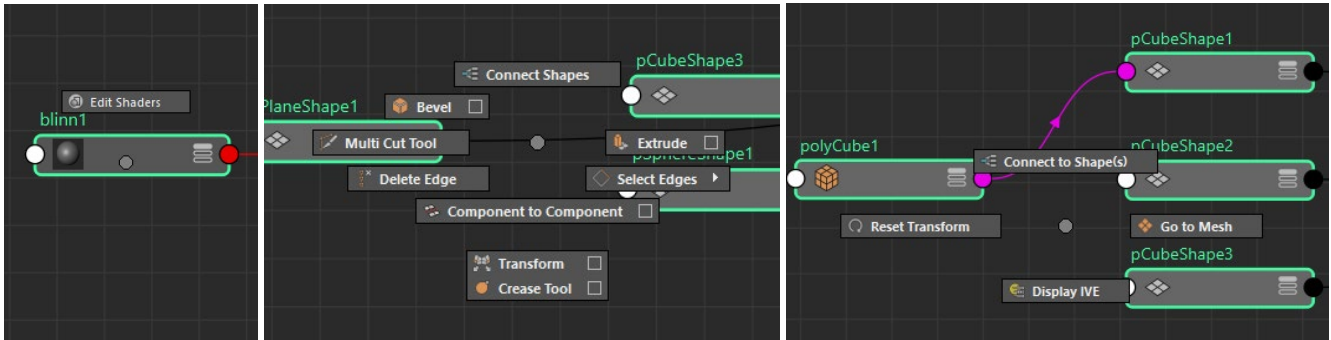 Edit Shaders
blinn1
pCubeShape3
Connect Shapes
PlaneShape1
Bevel
Multi Cut Tool
Extrude
pSphereShape1
Delete Edge
Select Edges
Component to Component
Transform
Crease Tool
pCubeShape1
polyCube1
Connect to Shape(s)
pCubeShape2
Reset Transform
Go to Mesh
pCubeShape3
Display IVE